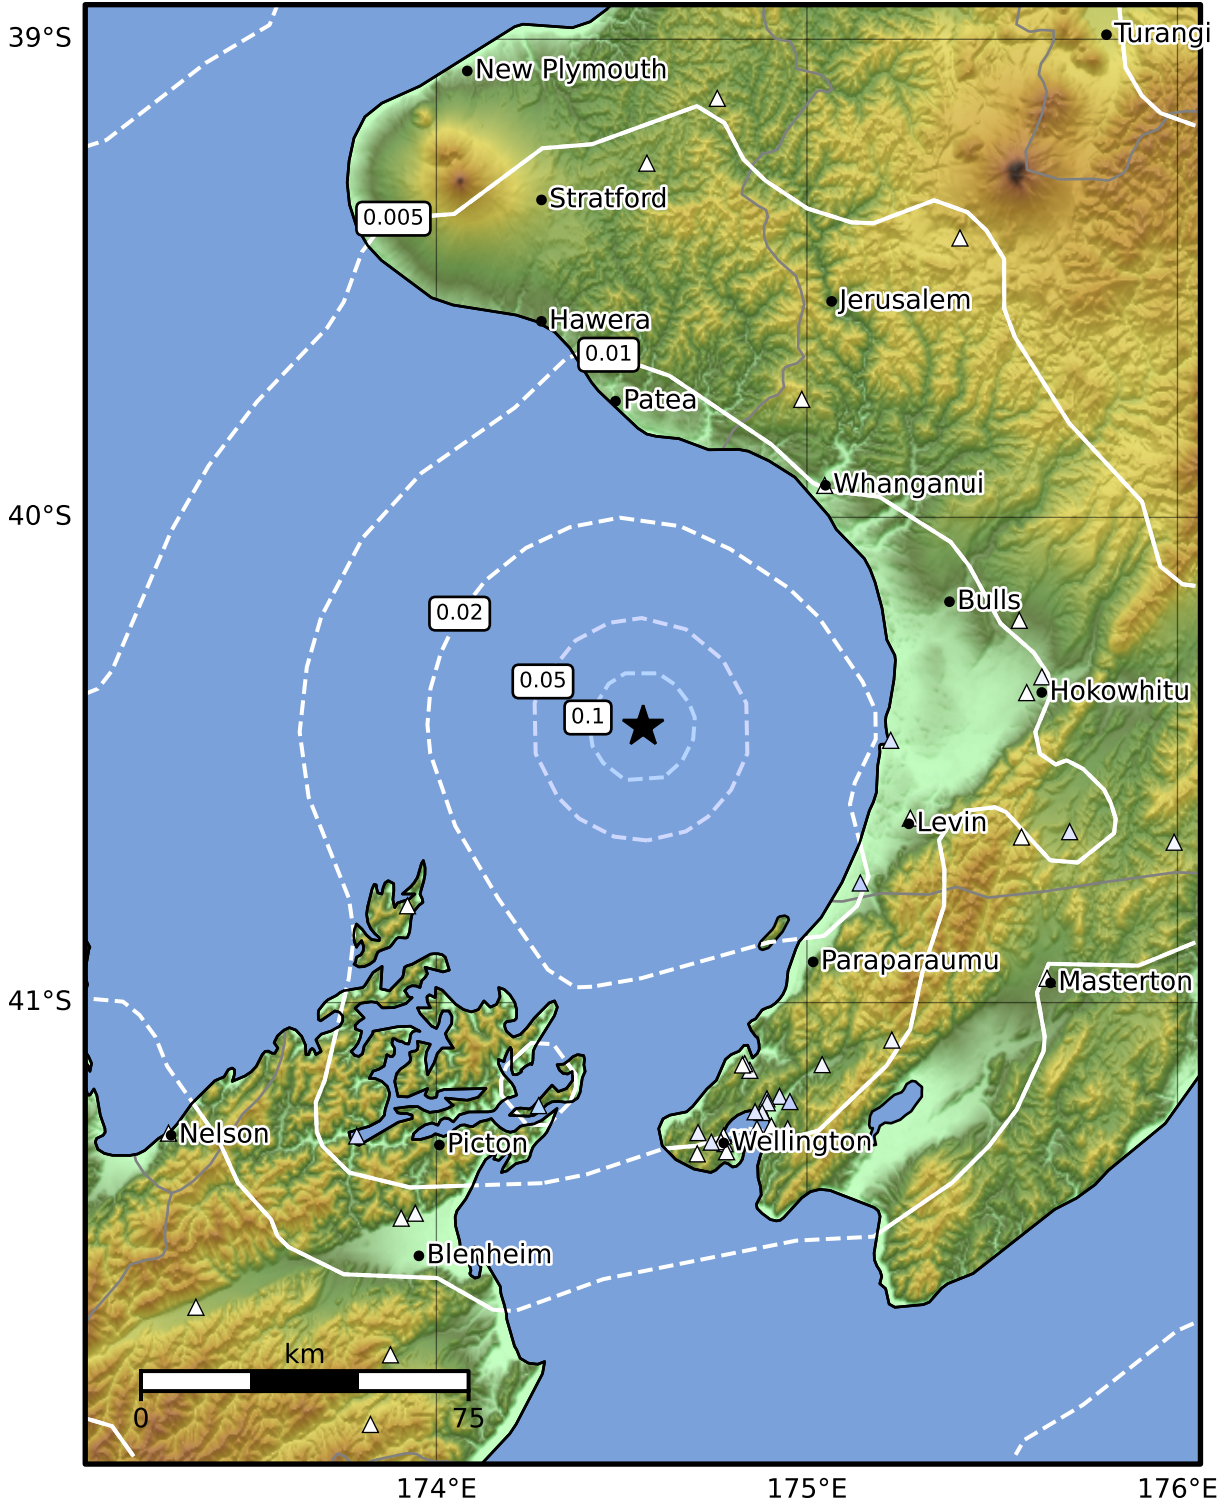 39°S
Turangi
New Plymouth
Stratford
0.005
Jerusalem
Hawera
0.01
Patea
Whanganui
40°S
Bulls
0.02
0.05
Hokowhitu
0.1
Levin
Paraparaumu
Masterton
41°S
Nelson
Picton
Wellington
Blenheim
km
0 75
174°E 175°E 176°E